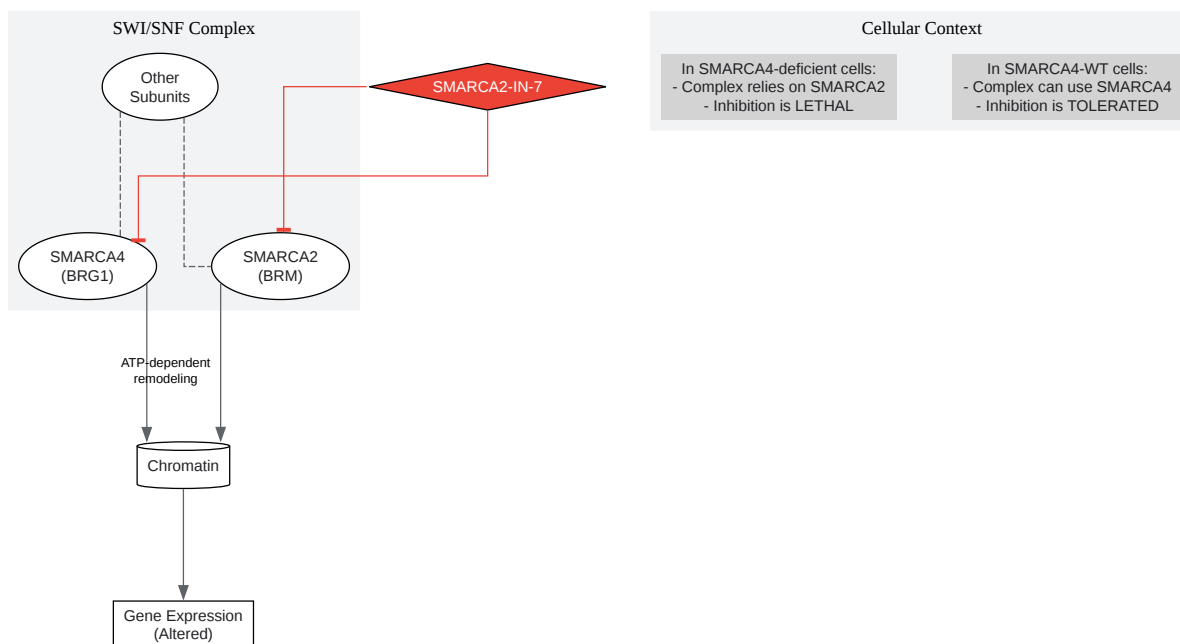 SWI/SNF Complex
Other
Subunits
SMARCA2-IN-7
SMARCA4
(BRG1)
SMARCA2
(BRM)
ATP-dependent
remodeling
Chromatin
Gene Expression
(Altered)
Cellular Context
In SMARCA4-deficient cells:
- Complex relies on SMARCA2
- Inhibition is LETHAL
In SMARCA4-WT cells:
- Complex can use SMARCA4
- Inhibition is TOLERATED